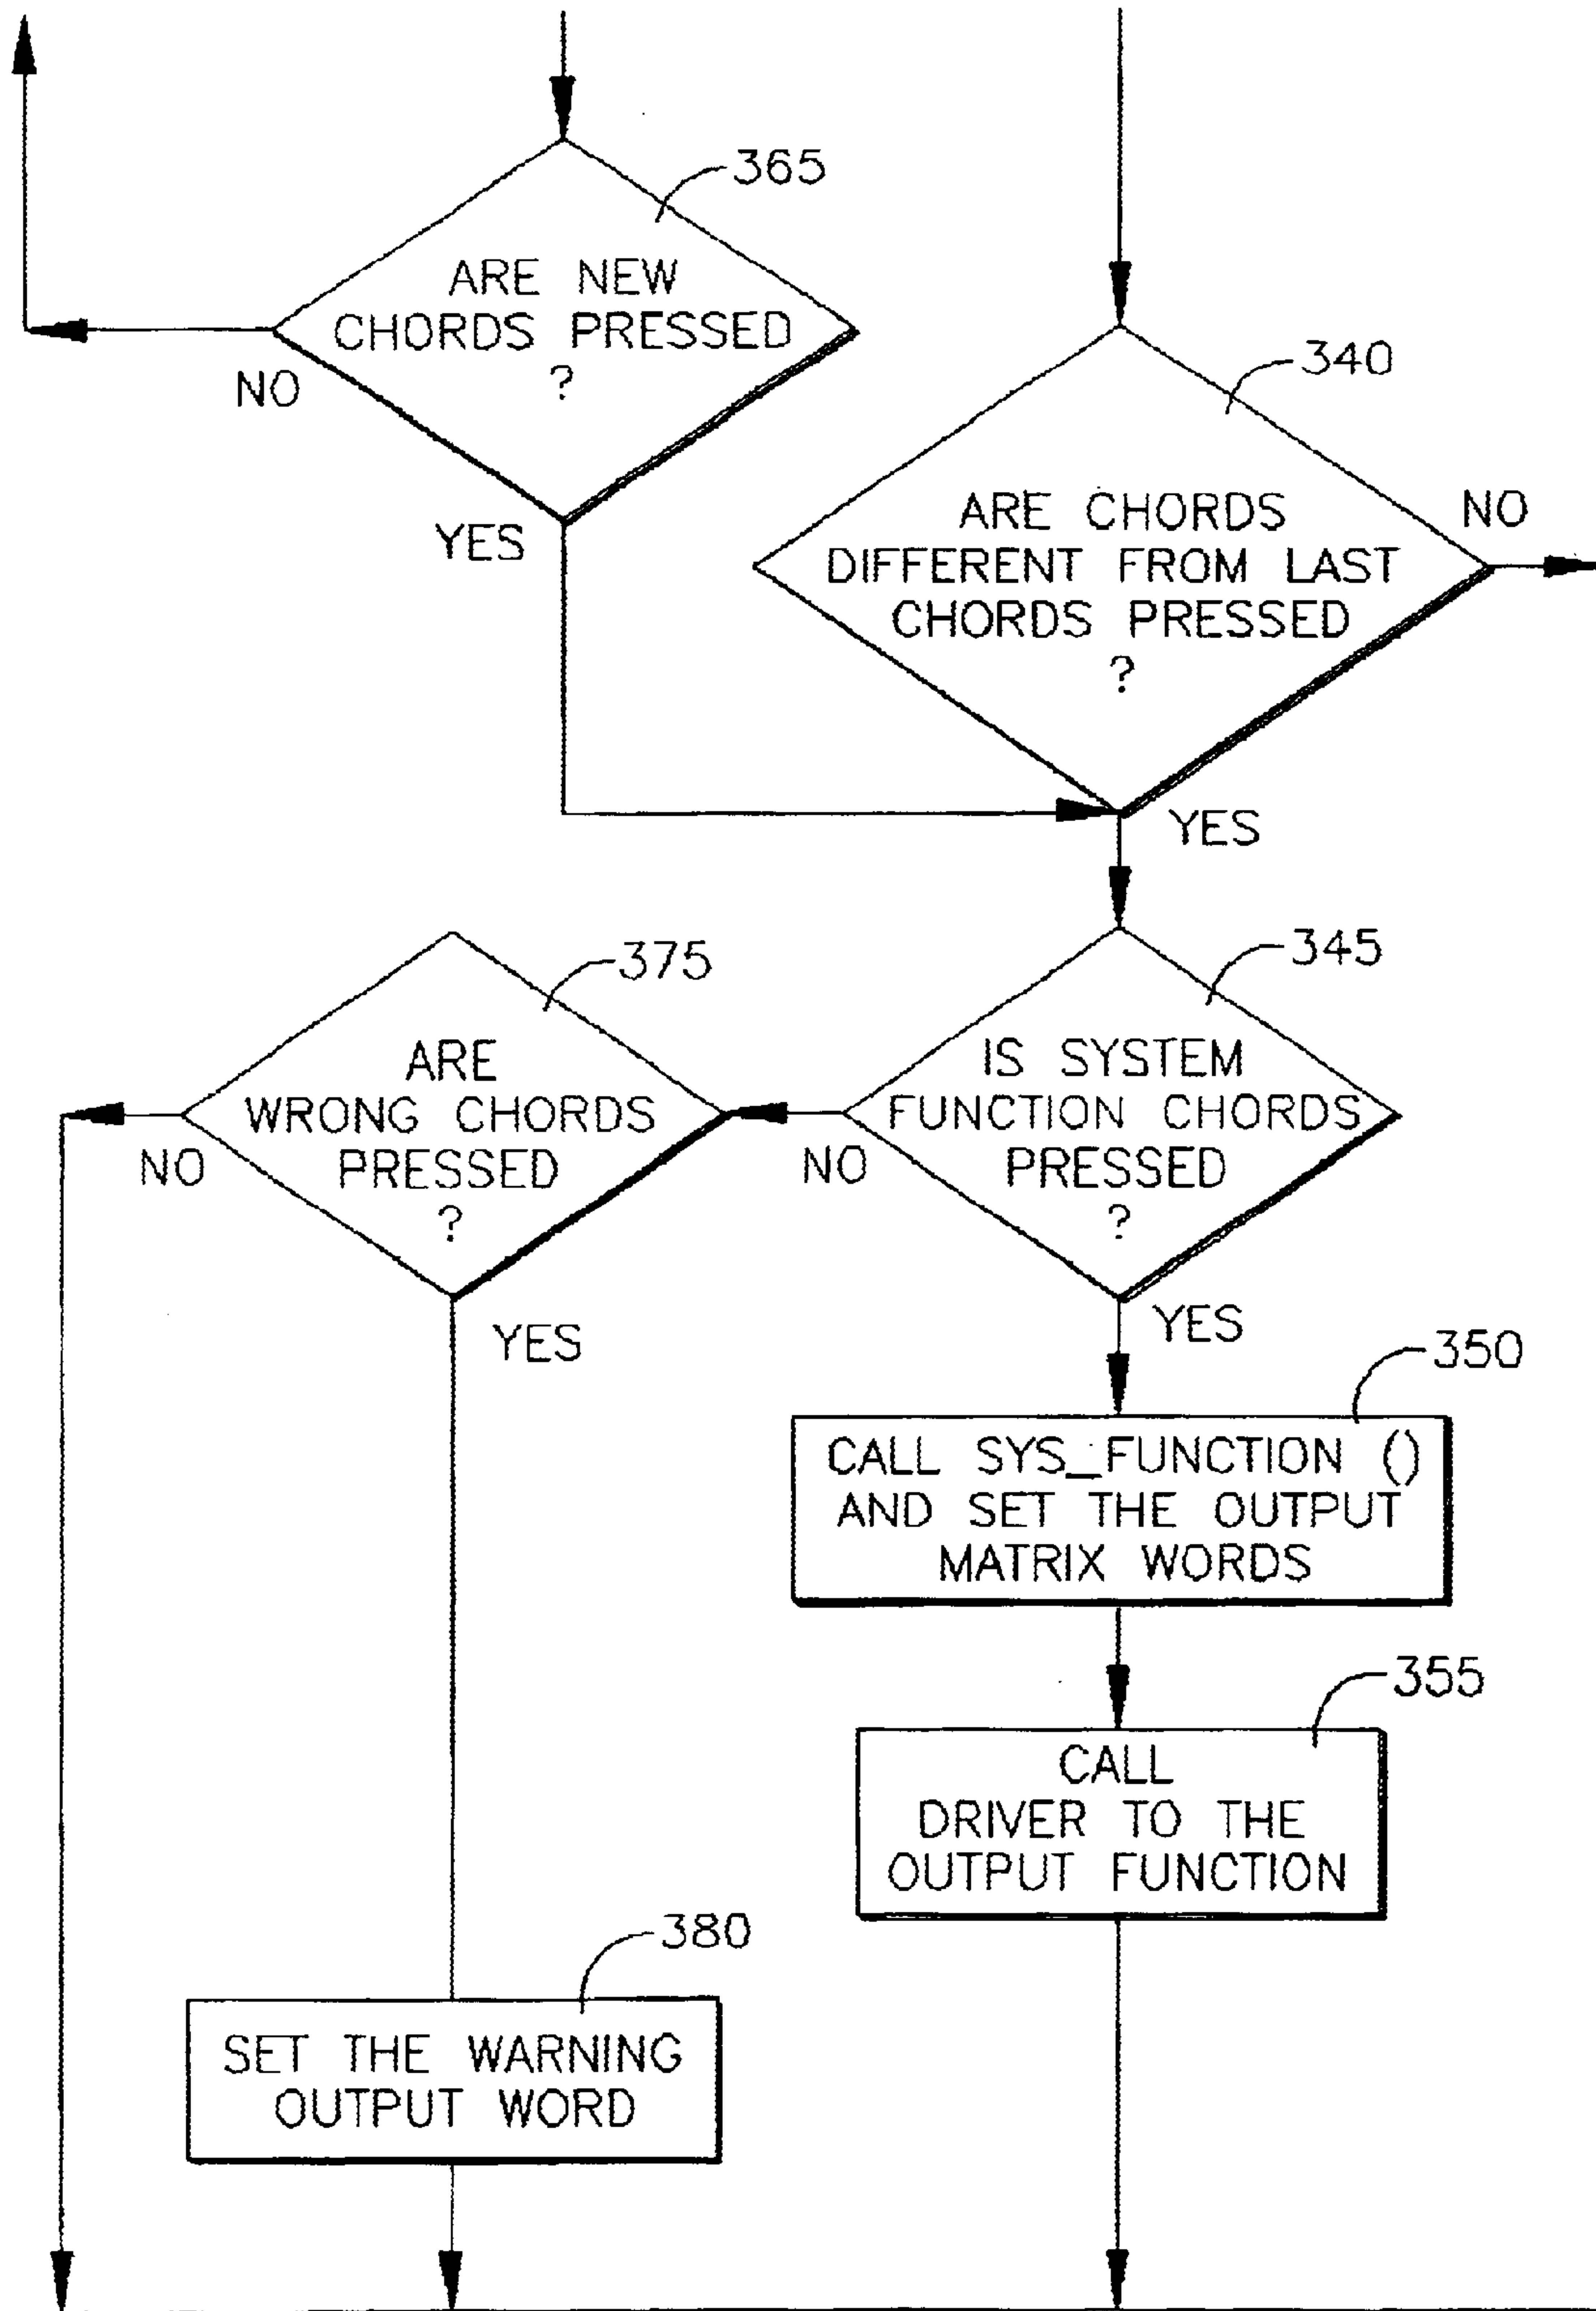 365
ARE NEW
CHORDS PRESSED
?
NO
YES
340
ARE CHORDS
DIFFERENT FROM LAST
CHORDS PRESSED
?
NO
YES
375
ARE
WRONG CHORDS
PRESSED
?
NO
YES
345
IS SYSTEM
FUNCTION CHORDS
PRESSED
?
NO
YES
350
CALL SYS_FUNCTION ()
AND SET THE OUTPUT
MATRIX WORDS
355
CALL
DRIVER TO THE
OUTPUT FUNCTION
380
SET THE WARNING
OUTPUT WORD